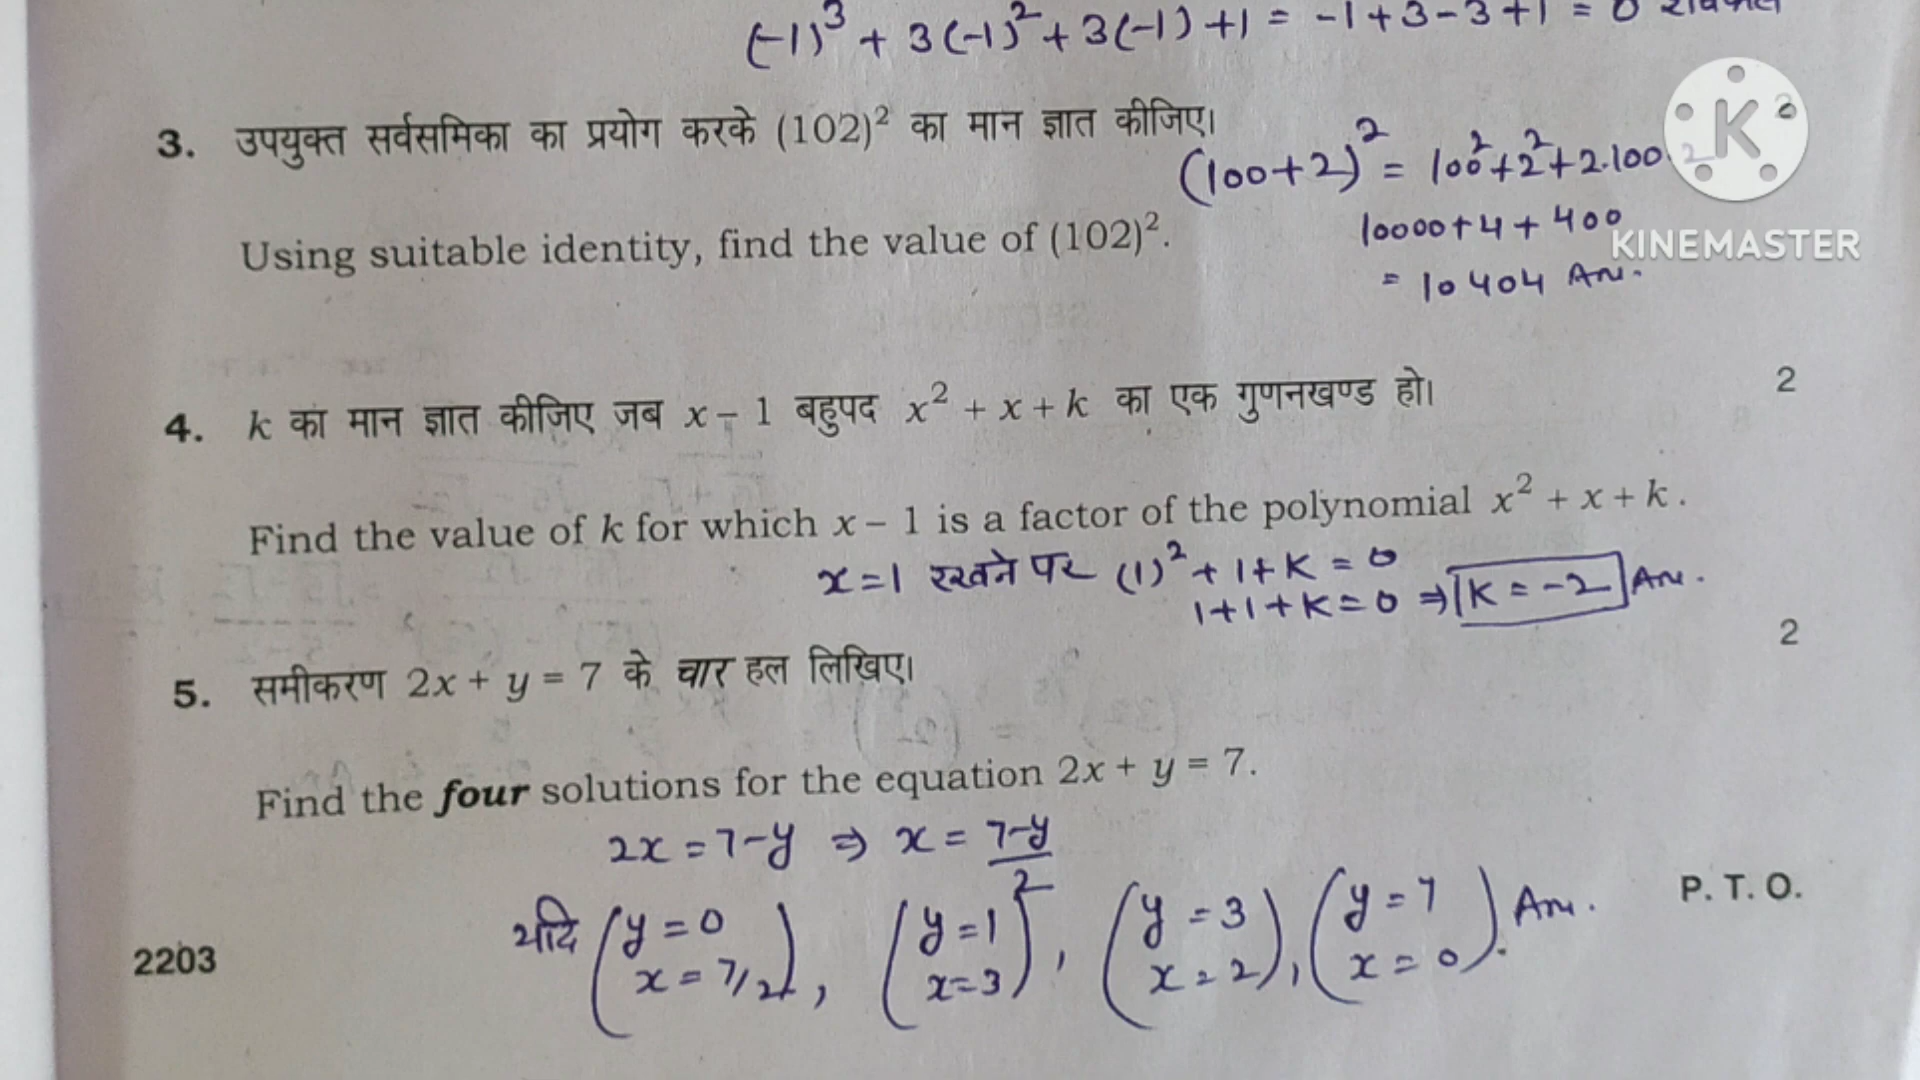 (-1)³ + 3(-1)² + 3(-1) + 1 = -1 + 3 - 3 + 1 = 0
3. उपयुक्त सर्वसमिका का प्रयोग करके (102)² का मान ज्ञात कीजिए।
(100+2)² = 100² + 2² + 2.100.2
Using suitable identity, find the value of (102)².
10000 + 4 + 400
KINEMASTER
= 10404 Ans.
2
4. k का मान ज्ञात कीजिए जब x – 1 बहुपद x² + x + k का एक गुणनखण्ड हो।
Find the value of k for which x – 1 is a factor of the polynomial x² + x + k.
x = 1 रखने पर (1)² + 1 + K = 0
1 + 1 + K = 0 ⇒ K = -2 Ans.
2
5. समीकरण 2x + y = 7 के चार हल लिखिए।
Find the four solutions for the equation 2x + y = 7.
2x = 7-y ⇒ x = 7-y/2
यदि (y = 0 x = 7/2), (y = 1 x = 3), (y = 3 x = 2), (y = 7 x = 0). Ans.
2203 P. T. O.